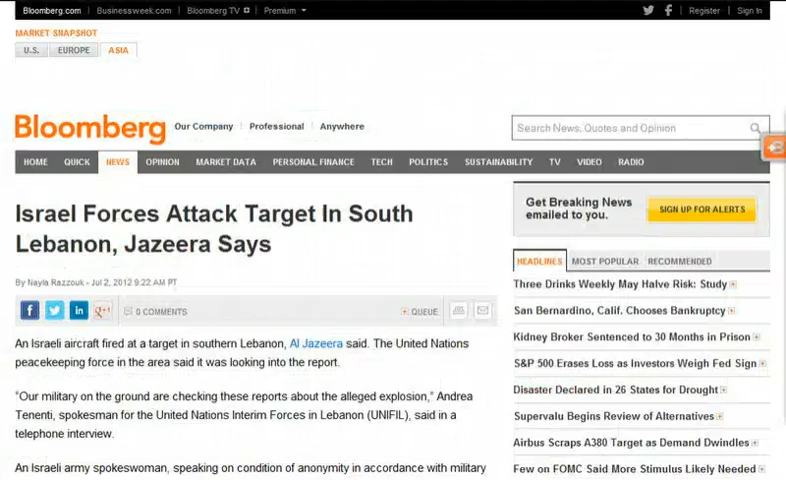 Bloomberg.com Businessweek.com Bloomberg TV Premium Register Sign In
MARKET SNAPSHOT
U.S. EUROPE ASIA
Bloomberg Our Company Professional Anywhere Search News, Quotes and Opinion
HOME QUICK NEWS OPINION MARKET DATA PERSONAL FINANCE TECH POLITICS SUSTAINABILITY TV VIDEO RADIO
Israel Forces Attack Target In South
Lebanon, Jazeera Says
By Nayla Razzouk - Jul 2, 2012 9:22 AM PT
0 COMMENTS QUEUE
An Israeli aircraft fired at a target in southern Lebanon, Al Jazeera said. The United Nations
peacekeeping force in the area said it was looking into the report.
“Our military on the ground are checking these reports about the alleged explosion,” Andrea
Tenenti, spokesman for the United Nations Interim Forces in Lebanon (UNIFIL), said in a
telephone interview.
An Israeli army spokeswoman, speaking on condition of anonymity in accordance with military
Get Breaking News
emailed to you.
SIGN UP FOR ALERTS
HEADLINES MOST POPULAR RECOMMENDED
Three Drinks Weekly May Halve Risk: Study
San Bernardino, Calif. Chooses Bankruptcy
Kidney Broker Sentenced to 30 Months in Prison
S&P 500 Erases Loss as Investors Weigh Fed Sign
Disaster Declared in 26 States for Drought
Supervalu Begins Review of Alternatives
Airbus Scraps A380 Target as Demand Dwindles
Few on FOMC Said More Stimulus Likely Needed